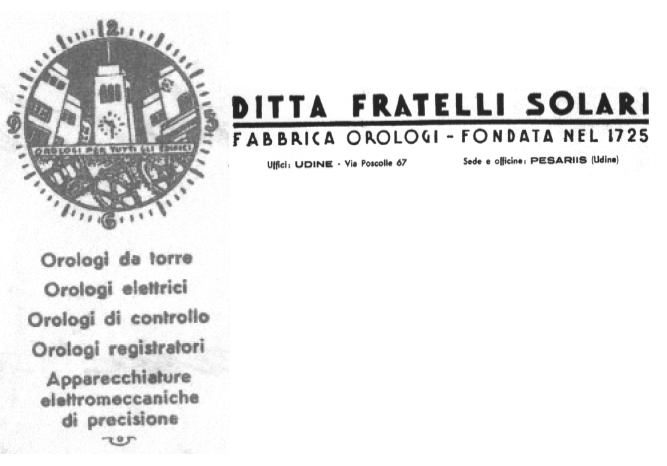 12
9
3
6
OROLOGI PER TUTTI GLI EDIFICI
Orologi da torre
Orologi elettrici
Orologi di controllo
Orologi registratori
Apparecchiature
elettromeccaniche
di precisione
DITTA FRATELLI SOLARI
FABBRICA OROLOGI - FONDATA NEL 1725
Uffici: UDINE - Via Poscolle 67 Sede e officine: PESARIIS (Udine)